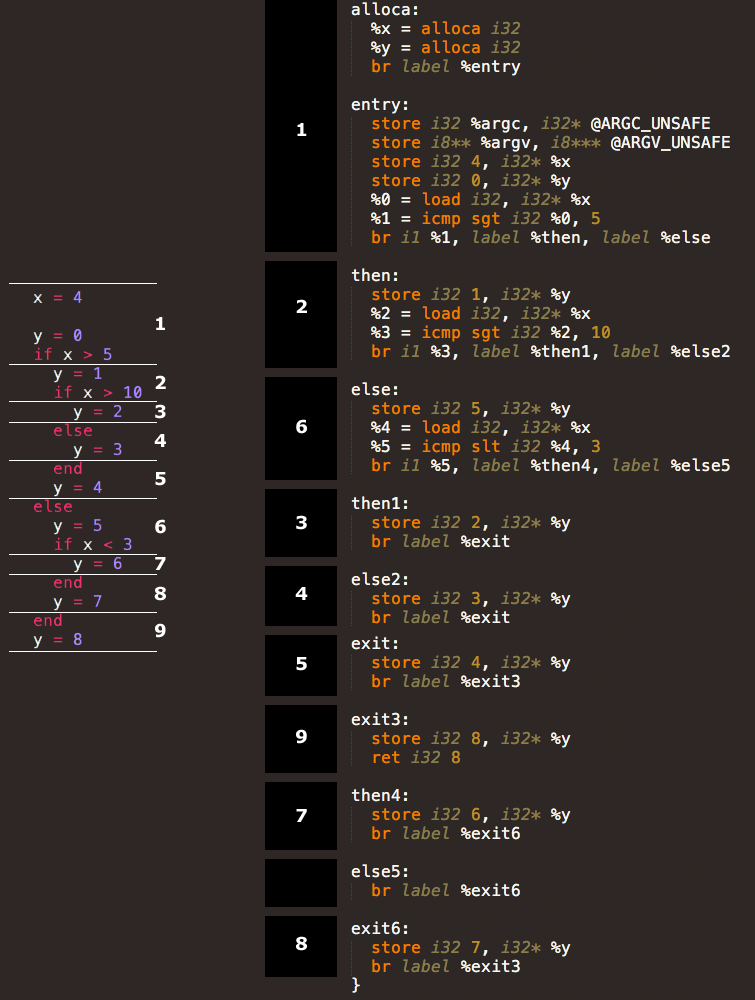 x = 4
1
y = 0
if x > 5
y = 1
2
if x > 10
y = 2
3
else
4
y = 3
end
5
y = 4
else
6
y = 5
if x < 3
y = 6
7
end
8
y = 7
end
9
y = 8
1
alloca:
%x = alloca i32
%y = alloca i32
br label %entry
entry:
store i32 %argc, i32* @ARGC_UNSAFE
store i8** %argv, i8*** @ARGV_UNSAFE
store i32 4, i32* %x
store i32 0, i32* %y
%0 = load i32, i32* %x
%1 = icmp sgt i32 %0, 5
br i1 %1, label %then, label %else
2
then:
store i32 1, i32* %y
%2 = load i32, i32* %x
%3 = icmp sgt i32 %2, 10
br i1 %3, label %then1, label %else2
6
else:
store i32 5, i32* %y
%4 = load i32, i32* %x
%5 = icmp slt i32 %4, 3
br i1 %5, label %then4, label %else5
3
then1:
store i32 2, i32* %y
br label %exit
4
else2:
store i32 3, i32* %y
br label %exit
5
exit:
store i32 4, i32* %y
br label %exit3
9
exit3:
store i32 8, i32* %y
ret i32 8
7
then4:
store i32 6, i32* %y
br label %exit6
else5:
br label %exit6
8
exit6:
store i32 7, i32* %y
br label %exit3
}